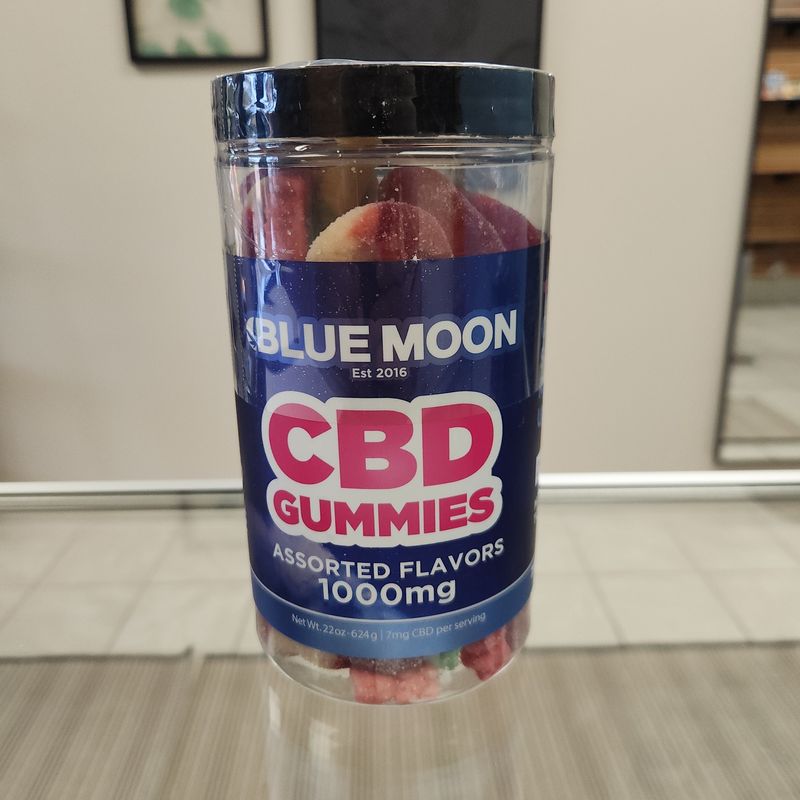 BLUE MOON
Est 2016
CBD
GUMMIES
ASSORTED FLAVORS
1000mg
Net Wt. 22oz - 624g | 7mg CBD per serving